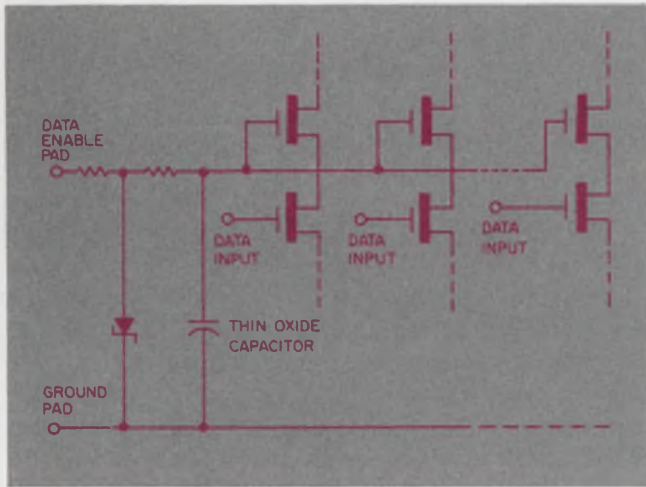 DATA
ENABLE
PAD
DATA
INPUT
DATA
INPUT
DATA
INPUT
THIN OXIDE
CAPACITOR
GROUND
PAD